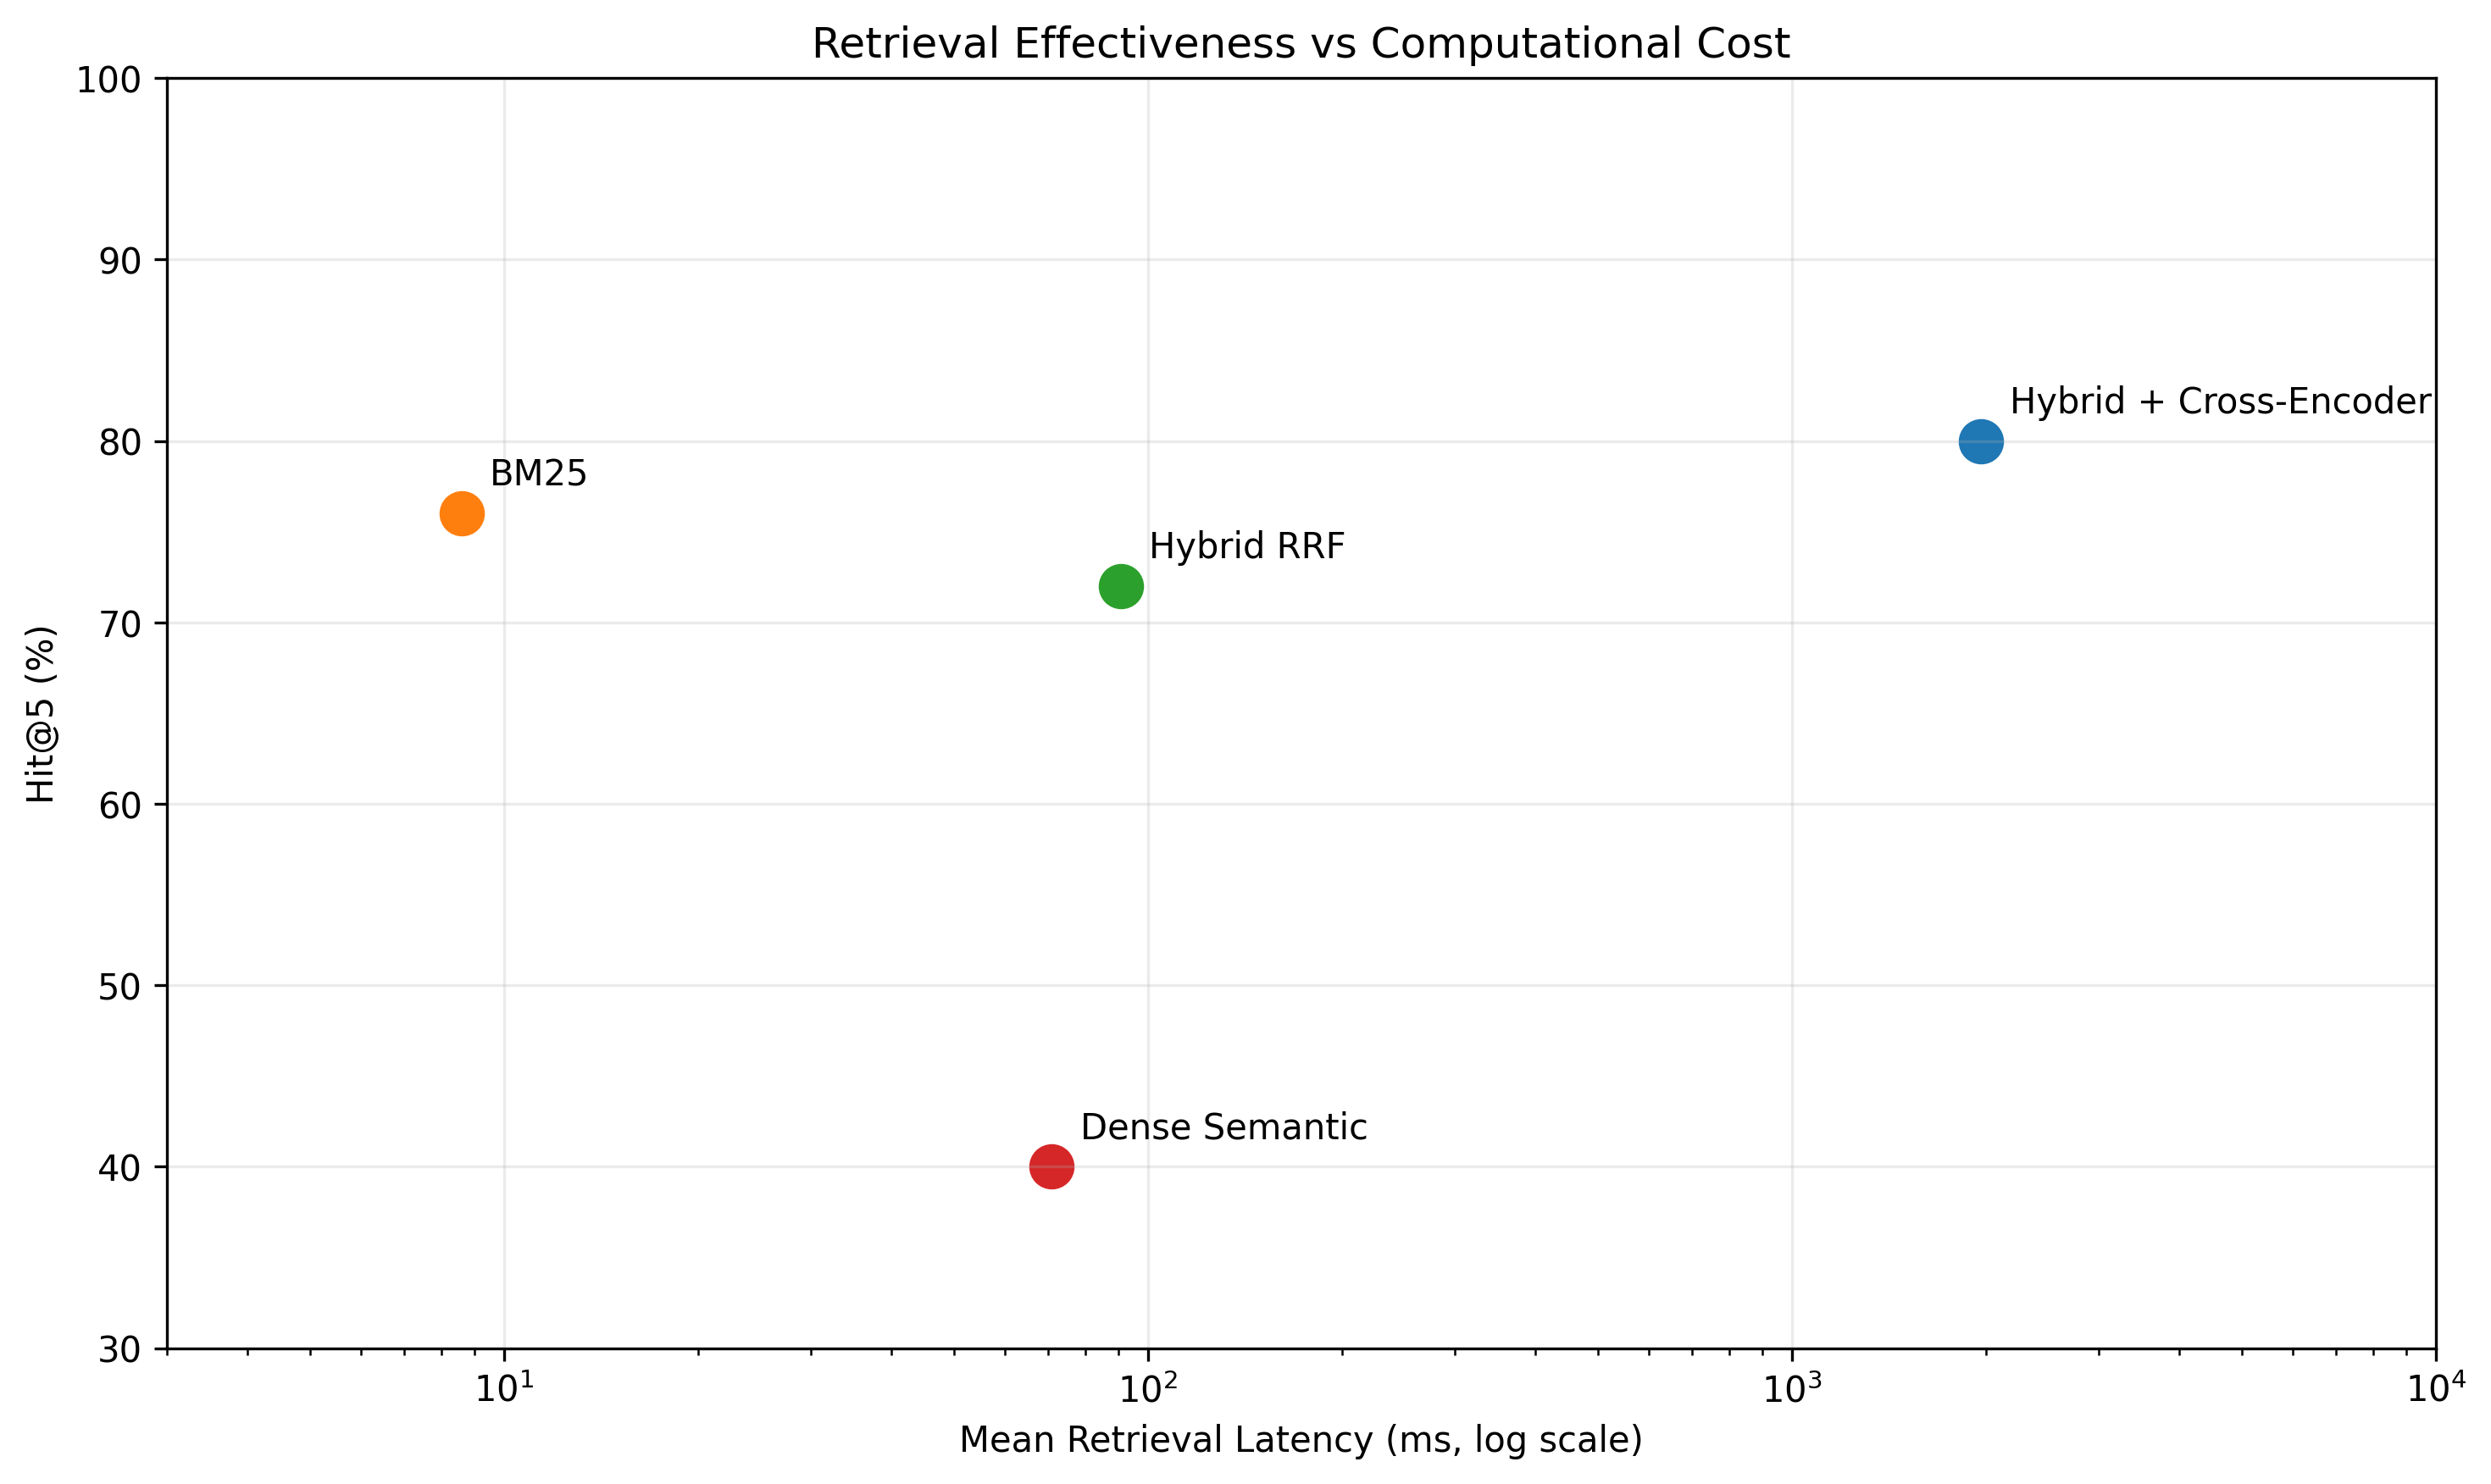 Retrieval Effectiveness vs Computational Cost
100
90
80
70
60
50
40
30
Hit@5 (%)
Hybrid + Cross-Encoder
BM25
Hybrid RRF
Dense Semantic
10¹
10²
10³
10⁴
Mean Retrieval Latency (ms, log scale)